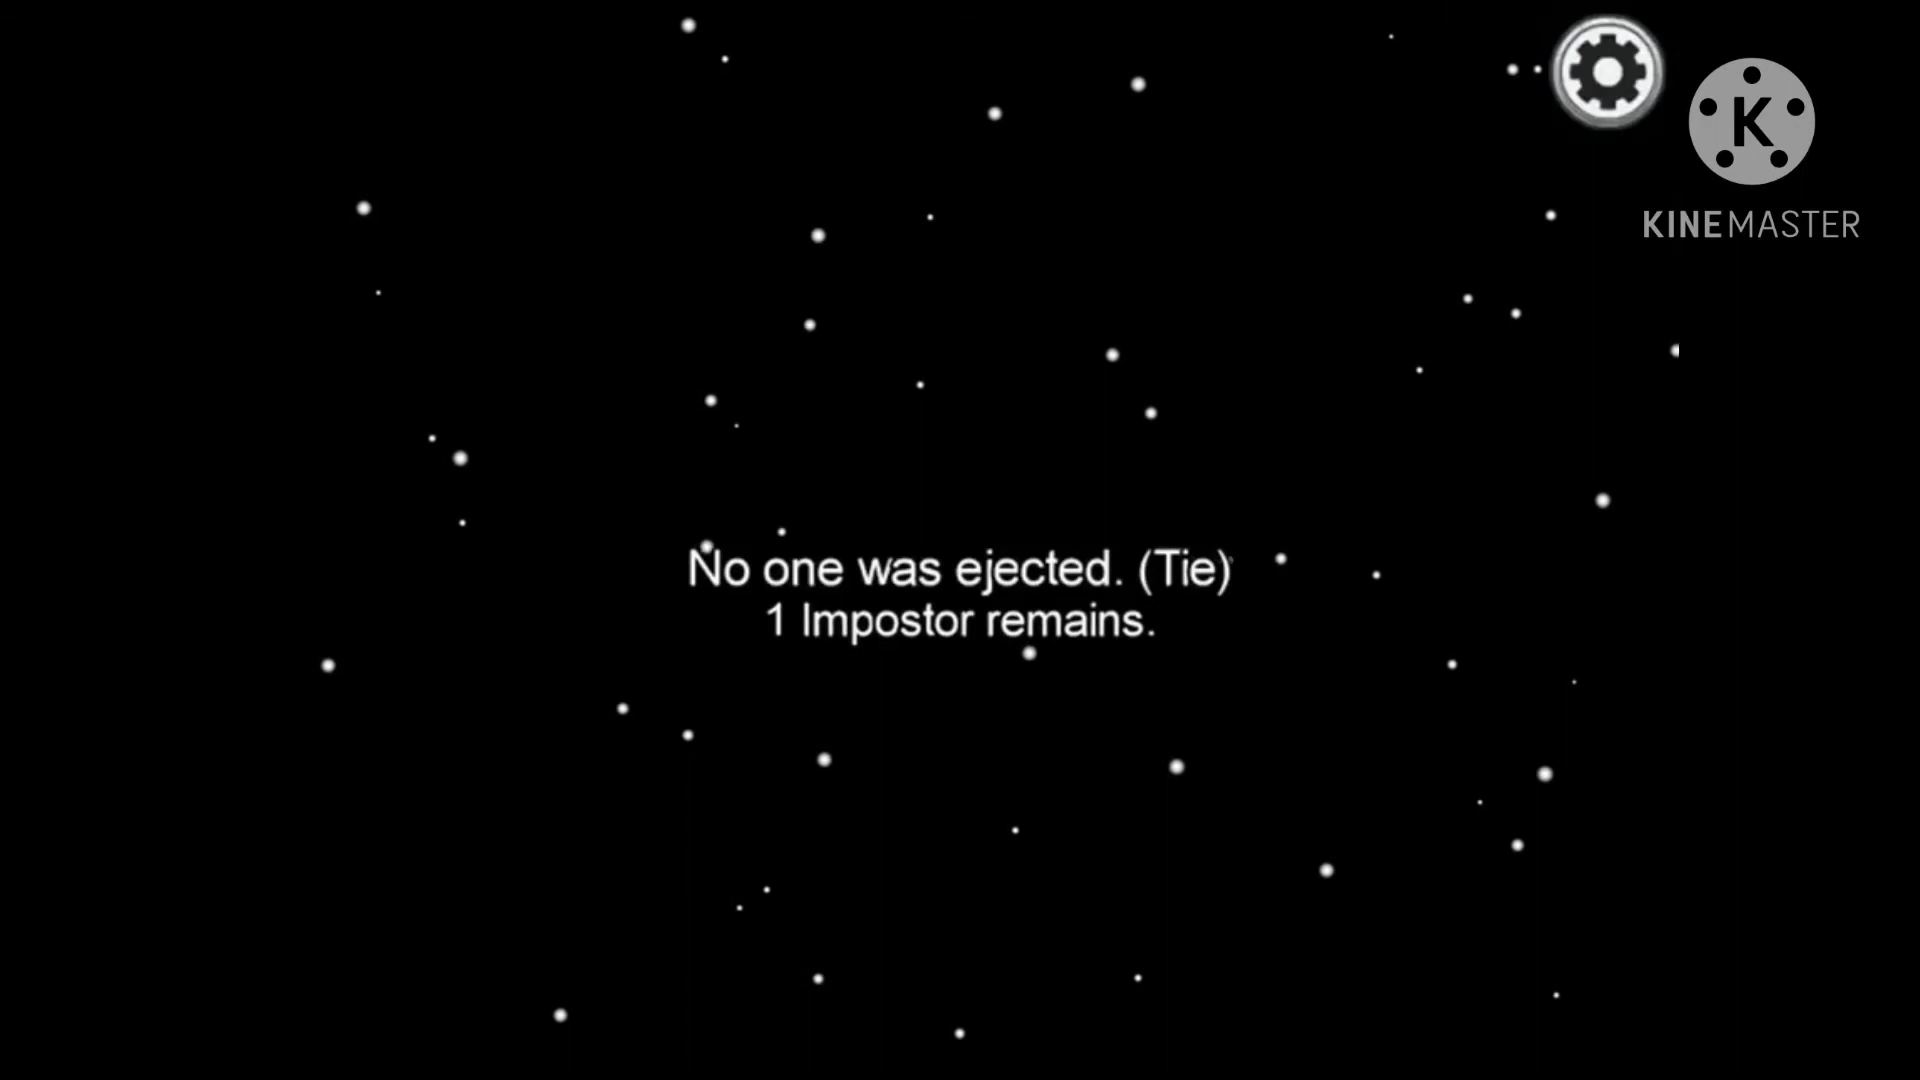 K
KINEMASTER
No one was ejected. (Tie)
1 Impostor remains.